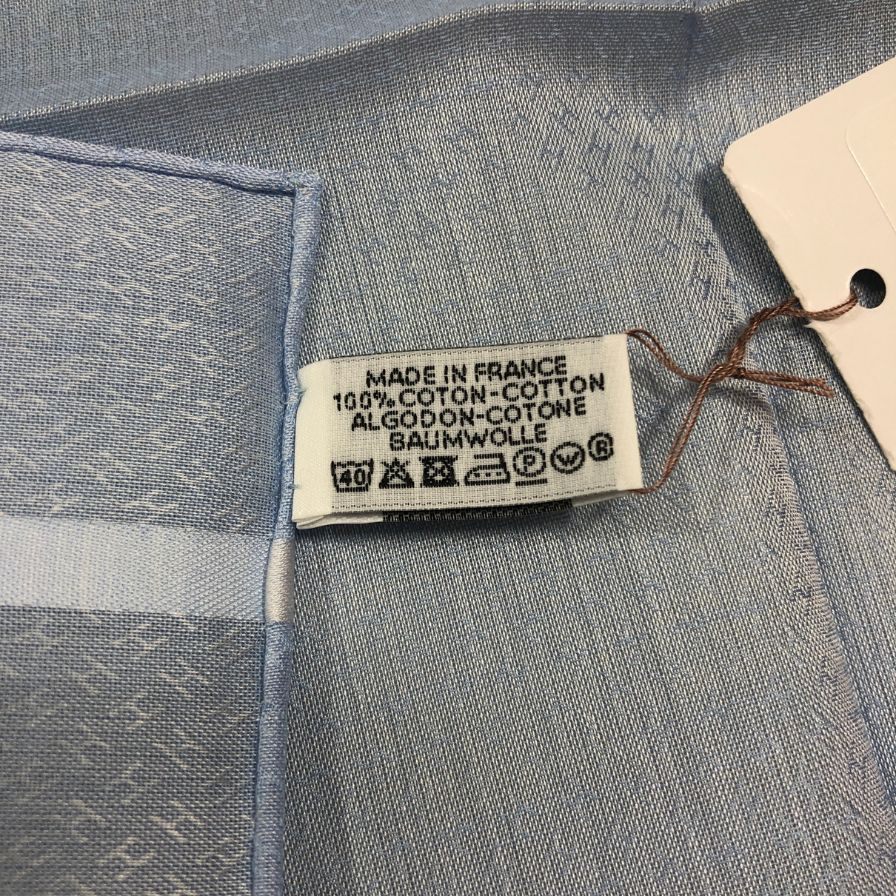 MADE IN FRANCE
100% COTON-COTTON
ALGODON-COTONE
BAUMWOLLE
40 P W ®